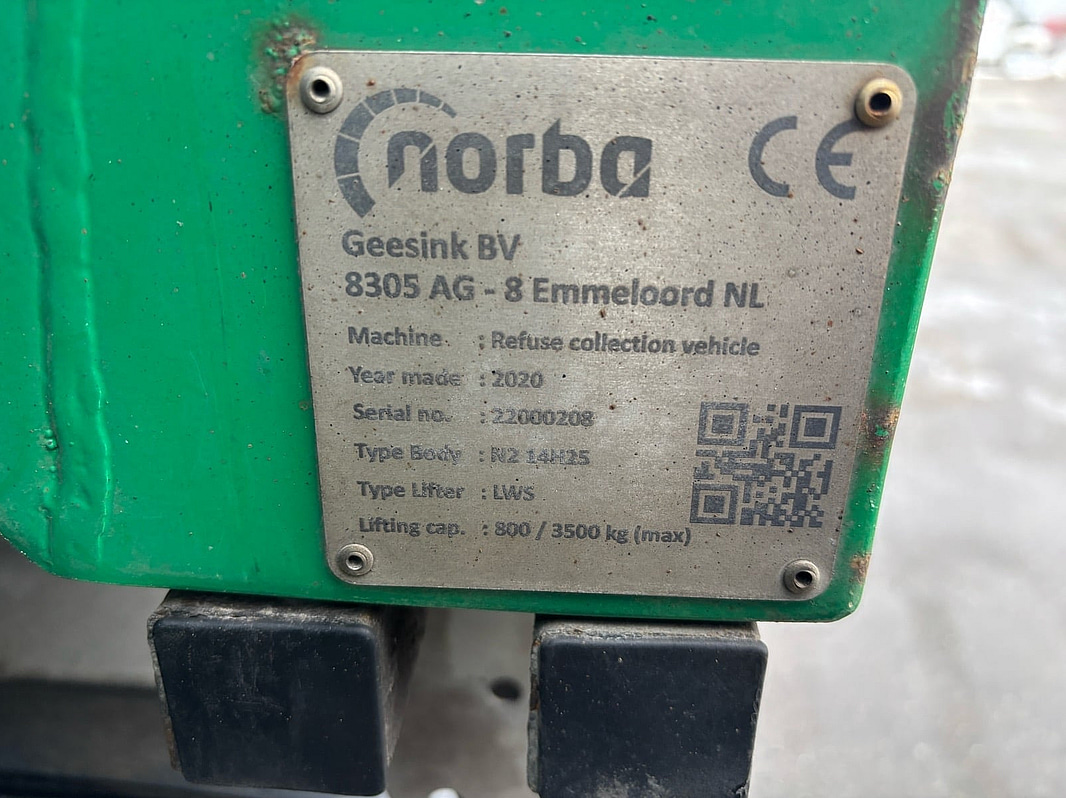 norba CE
Geesink BV
8305 AG - 8 Emmeloord NL
Machine : Refuse collection vehicle
Year made : 2020
Serial no. : 22000208
Type Body : N2 14H25
Type Lifter : LWS
Lifting cap. : 800 / 3500 kg (max)